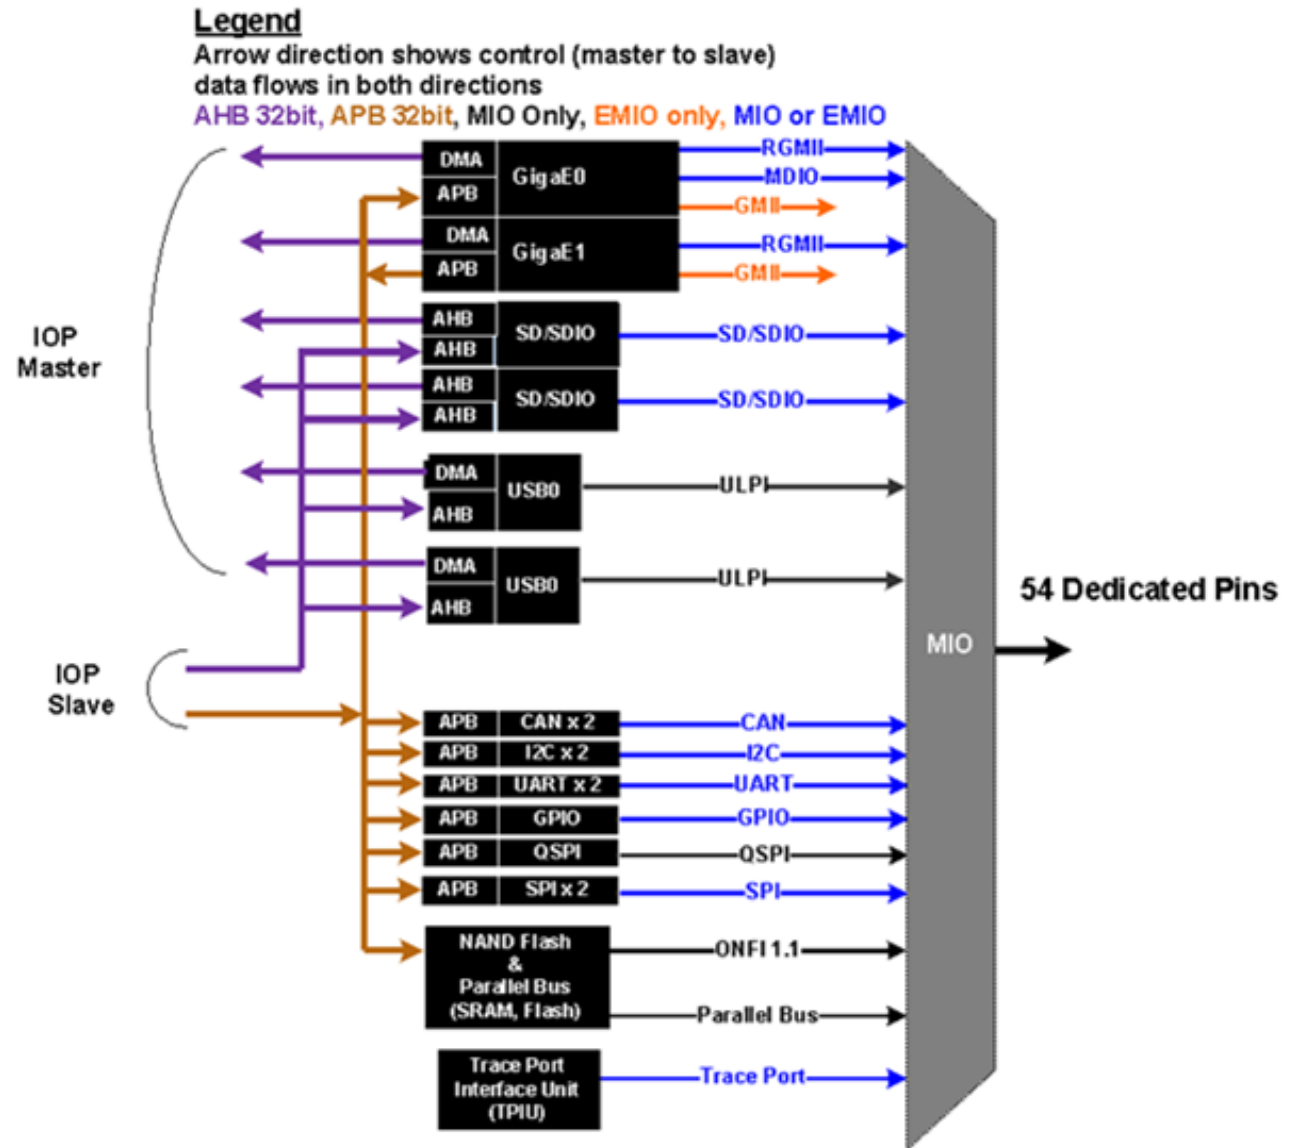 Legend
Arrow direction shows control (master to slave)
data flows in both directions
AHB 32bit, APB 32bit, MIO Only, EMIO only, MIO or EMIO
IOP
Master
DMA
APB
GigaE0
RGMII
MDIO
GMII
DMA
APB
GigaE1
RGMII
GMII
AHB
AHB
SD/SDIO
SD/SDIO
AHB
AHB
SD/SDIO
SD/SDIO
DMA
AHB
USB0
ULPI
DMA
AHB
USB0
ULPI
54 Dedicated Pins
MIO
IOP
Slave
APB CAN x 2 CAN
APB I2C x 2 I2C
APB UART x 2 UART
APB GPIO GPIO
APB QSPI QSPI
APB SPI x 2 SPI
NAND Flash
&
Parallel Bus
(SRAM, Flash)
ONFI 1.1
Parallel Bus
Trace Port
Interface Unit
(TPIU)
Trace Port